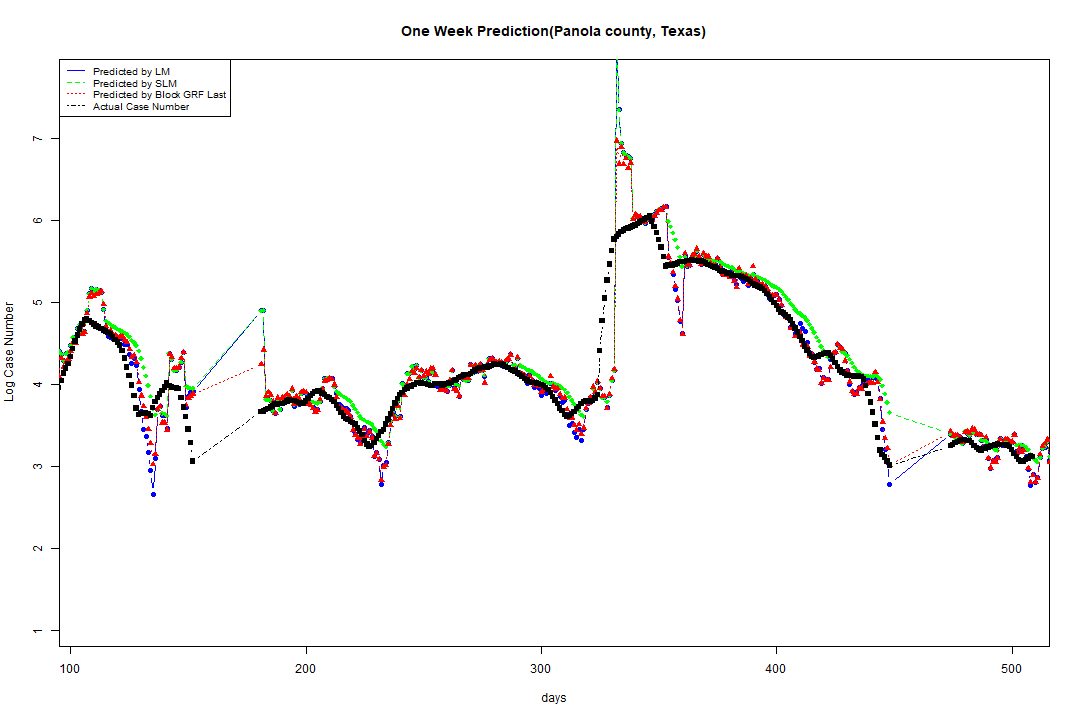 One Week Prediction(Panola county, Texas)
Predicted by LM
Predicted by SLM
Predicted by Block GRF Last
Actual Case Number
Log Case Number
7
6
5
4
3
2
1
100 200 300 400 500
days